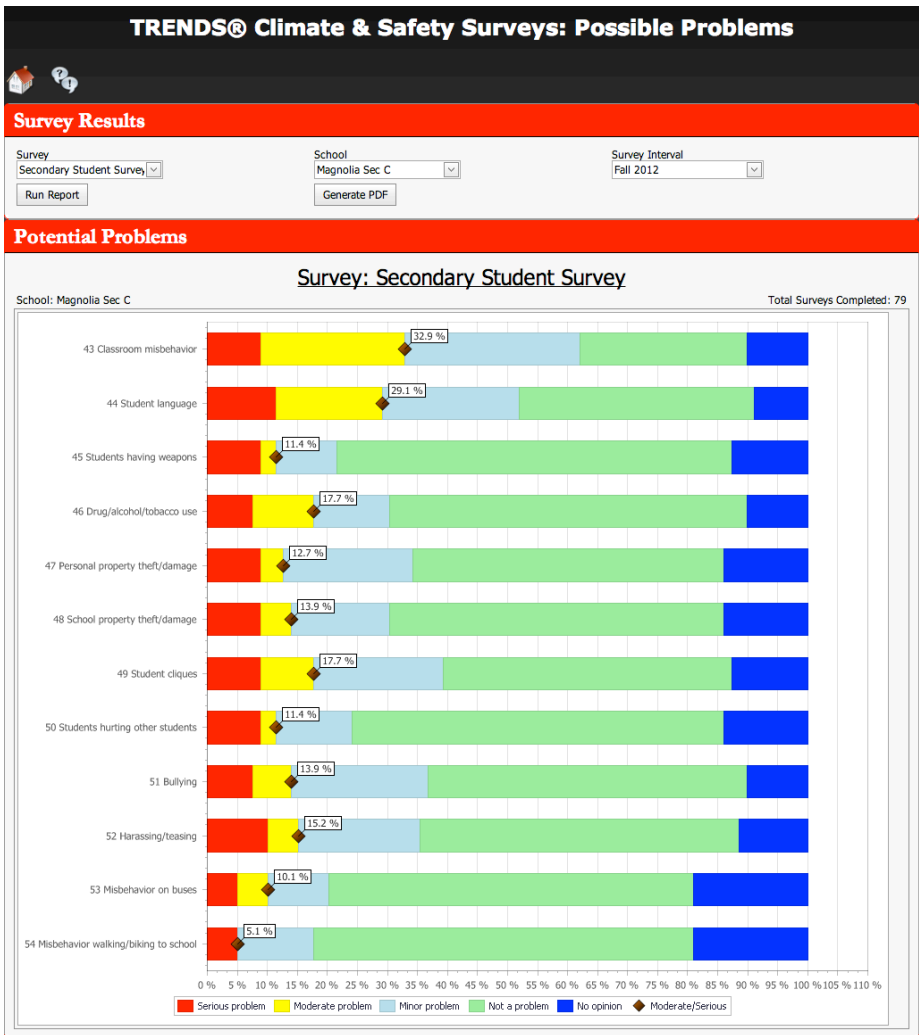 TRENDS® Climate & Safety Surveys: Possible Problems
Survey Results
Survey School Survey Interval
Secondary Student Survey Magnolia Sec C Fall 2012
Run Report Generate PDF
Potential Problems
Survey: Secondary Student Survey
School: Magnolia Sec C Total Surveys Completed: 79
43 Classroom misbehavior 32.9 %
44 Student language 29.1 %
45 Students having weapons 11.4 %
46 Drug/alcohol/tobacco use 17.7 %
47 Personal property theft/damage 12.7 %
48 School property theft/damage 13.9 %
49 Student cliques 17.7 %
50 Students hurting other students 11.4 %
51 Bullying 13.9 %
52 Harassing/teasing 15.2 %
53 Misbehavior on buses 10.1 %
54 Misbehavior walking/biking to school 5.1 %
0 % 5 % 10 % 15 % 20 % 25 % 30 % 35 % 40 % 45 % 50 % 55 % 60 % 65 % 70 % 75 % 80 % 85 % 90 % 95 % 100 % 105 % 110 %
Serious problem Moderate problem Minor problem Not a problem No opinion Moderate/Serious